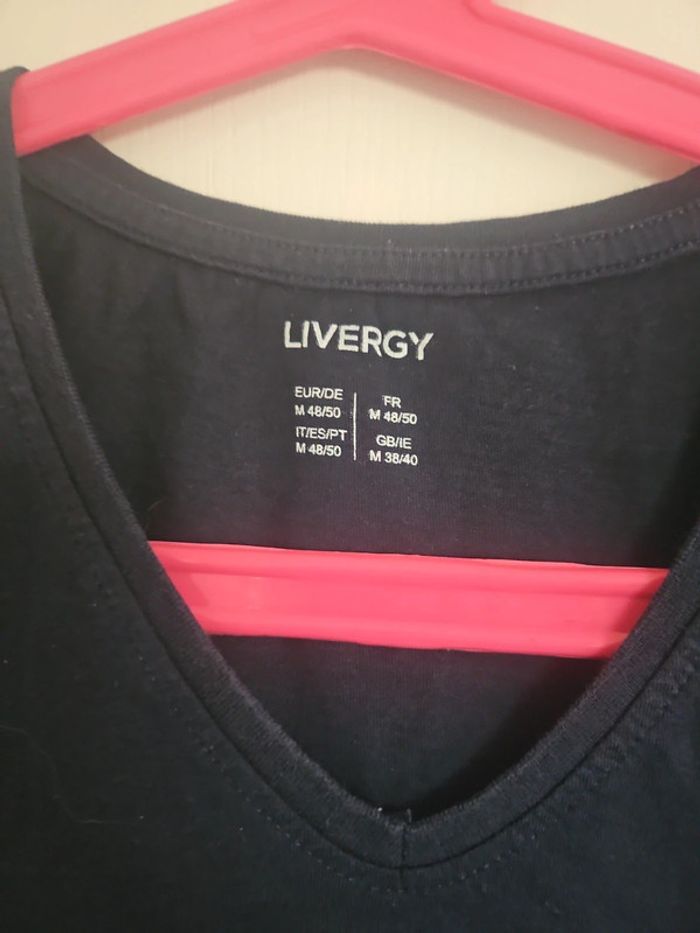 LIVERGY
EUR/DE
M 48/50
IT/ES/PT
M 48/50
FR
M 48/50
GB/IE
M 38/40